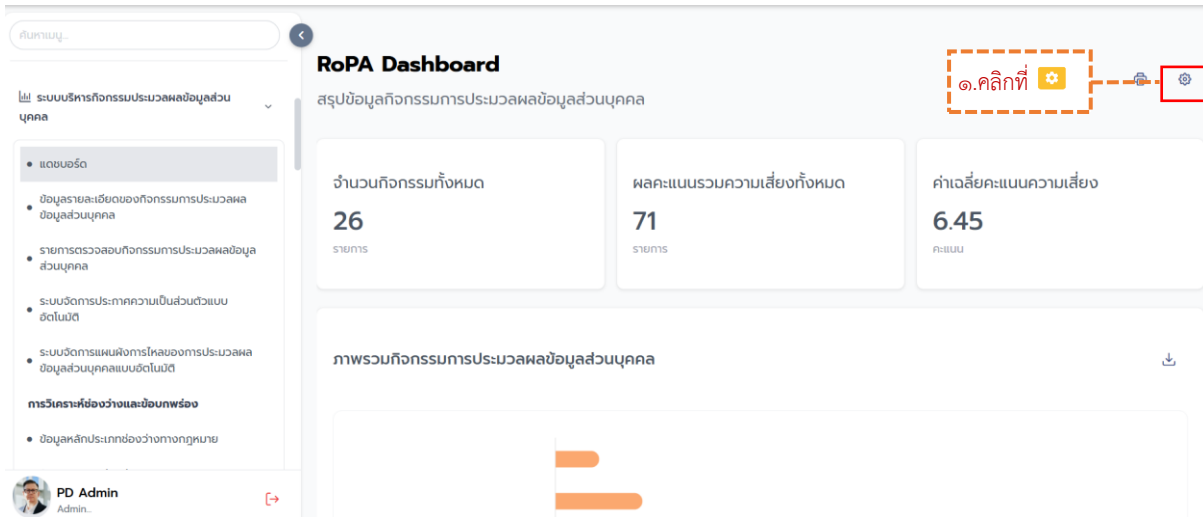 ค้นหาเมนู...
RoPA Dashboard
สรุปข้อมูลกิจกรรมการประมวลผลข้อมูลส่วนบุคคล
๑.คลิกที่
ระบบบริหารกิจกรรมประมวลผลข้อมูลส่วน
บุคคล
แดชบอร์ด
ข้อมูลรายละเอียดของกิจกรรมการประมวลผล
ข้อมูลส่วนบุคคล
รายการตรวจสอบกิจกรรมการประมวลผลข้อมูล
ส่วนบุคคล
ระบบจัดการประกาศความเป็นส่วนตัวแบบ
อัตโนมัติ
ระบบจัดการแผนผังการไหลของการประมวลผล
ข้อมูลส่วนบุคคลแบบอัตโนมัติ
การวิเคราะห์ช่องว่างและข้อบกพร่อง
ข้อมูลหลักประเภทช่องว่างทางกฎหมาย
PD Admin
Admin..
จำนวนกิจกรรมทั้งหมด
26
รายการ
ผลคะแนนรวมความเสี่ยงทั้งหมด
71
รายการ
ค่าเฉลี่ยคะแนนความเสี่ยง
6.45
คะแนน
ภาพรวมกิจกรรมการประมวลผลข้อมูลส่วนบุคคล